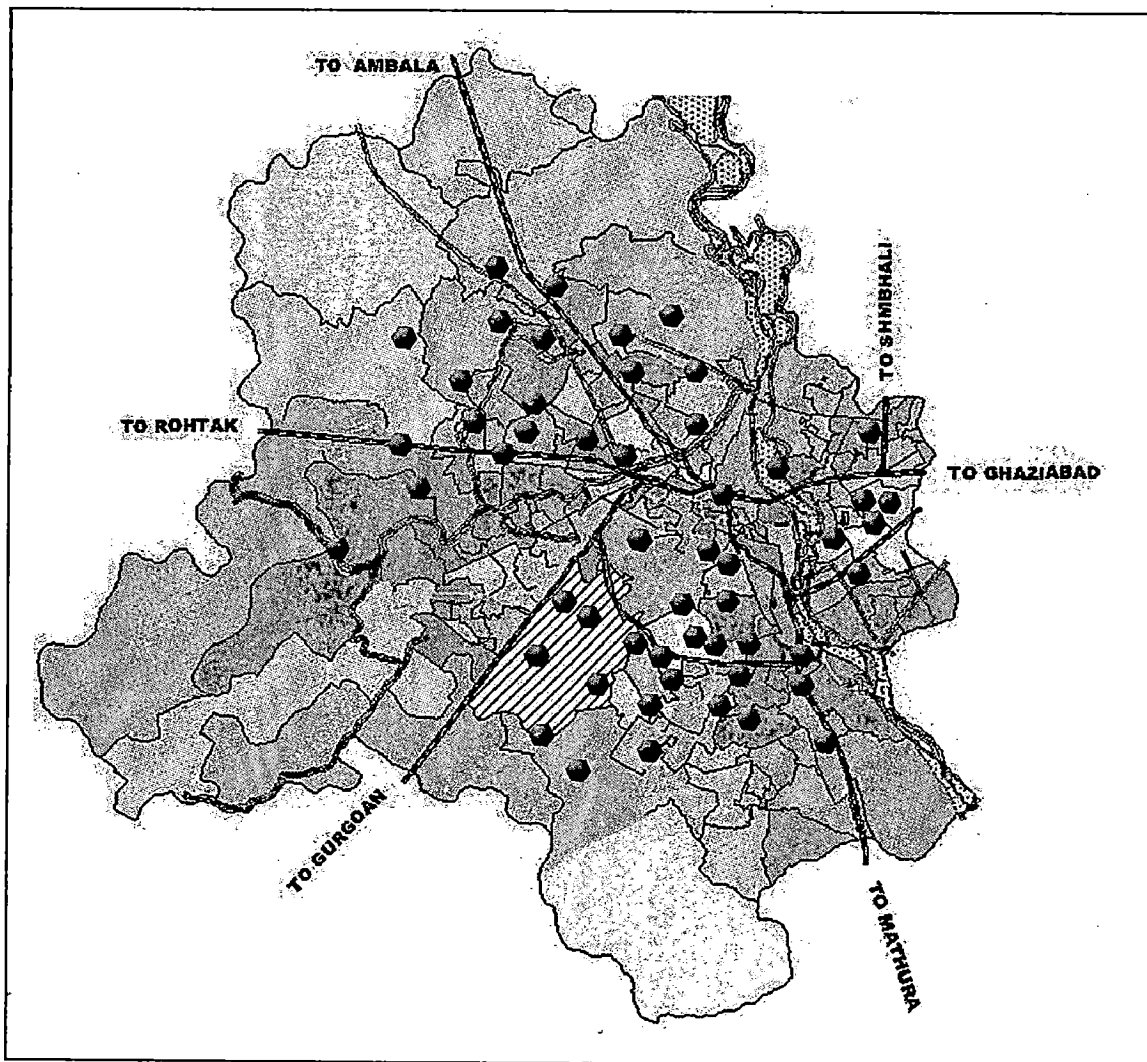 TO AMBALA
TO SHMBHALI
TO ROHTAK
TO GHAZIABAD
TO GURGOAN
TO MATHURA